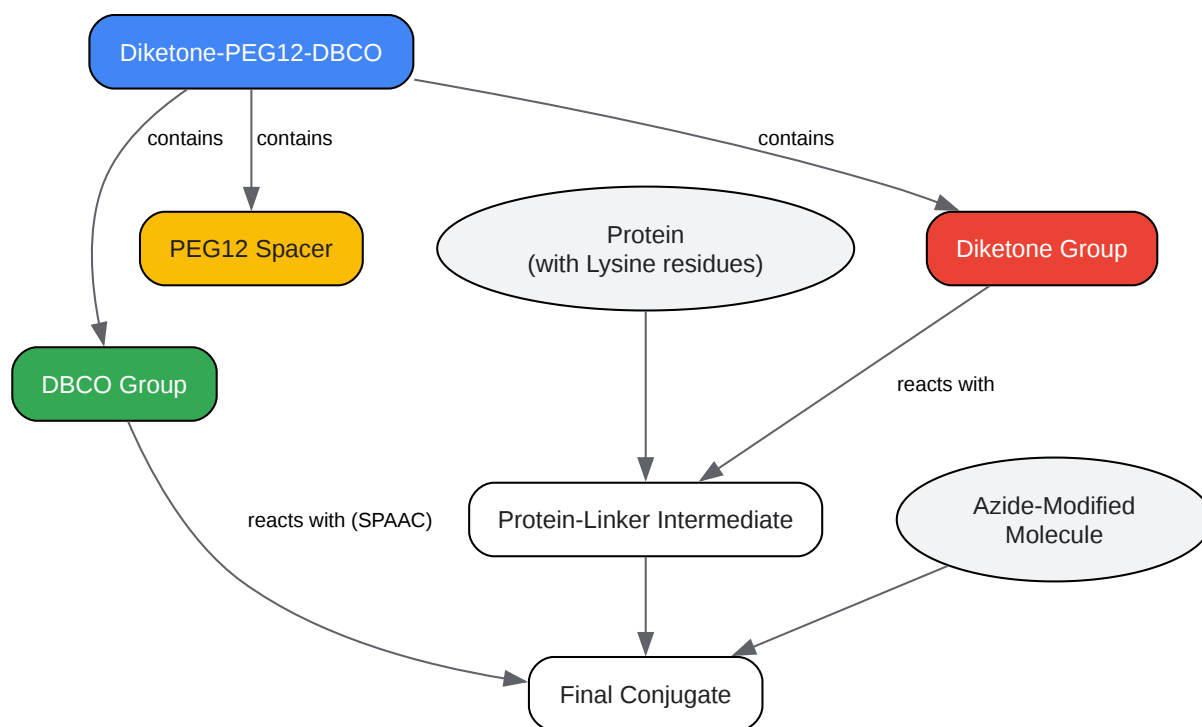 Diketone-PEG12-DBCO
contains
contains
contains
PEG12 Spacer
Protein
(with Lysine residues)
Diketone Group
DBCO Group
reacts with
reacts with (SPAAC)
Protein-Linker Intermediate
Azide-Modified
Molecule
Final Conjugate